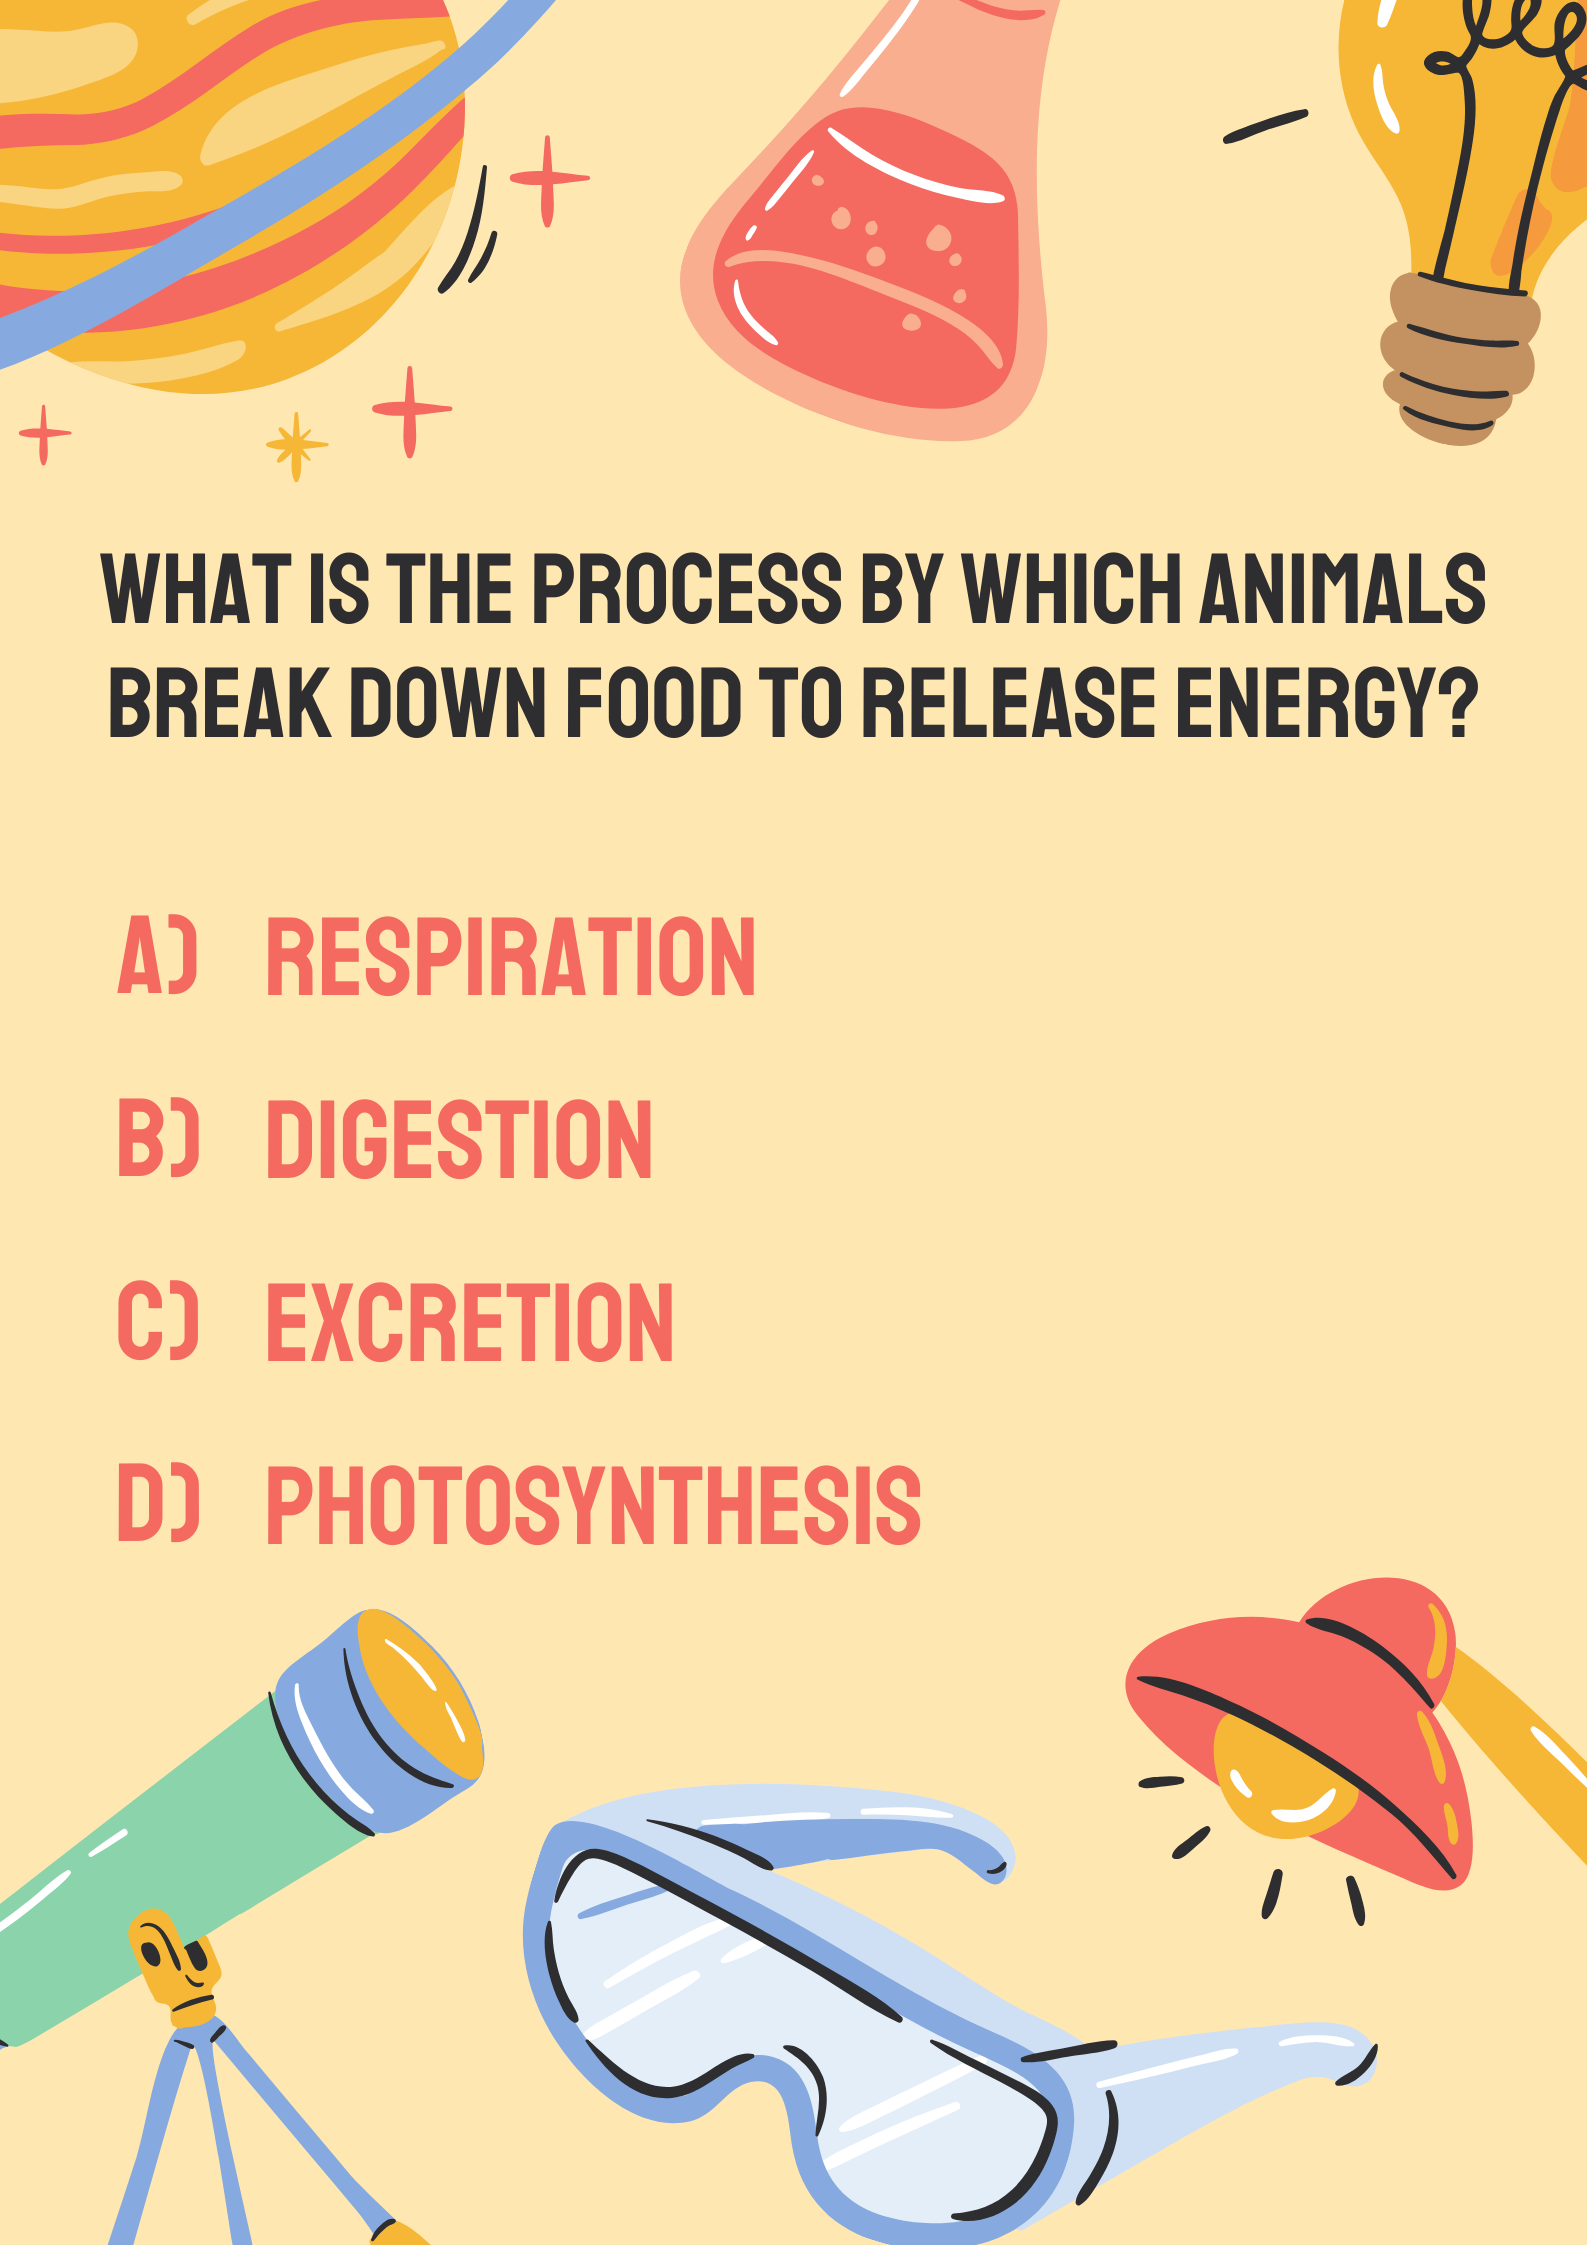 WHAT IS THE PROCESS BY WHICH ANIMALS
BREAK DOWN FOOD TO RELEASE ENERGY?
A) RESPIRATION
B) DIGESTION
C) EXCRETION
D) PHOTOSYNTHESIS